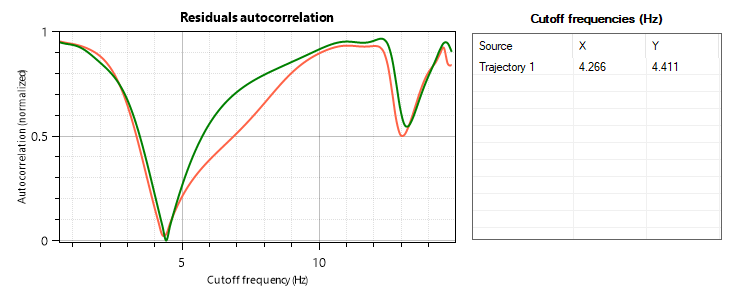 Residuals autocorrelation
1
0.5
0
Autocorrelation (normalized)
5
10
Cutoff frequency (Hz)
Cutoff frequencies (Hz)
Source X Y
Trajectory 1 4.266 4.411